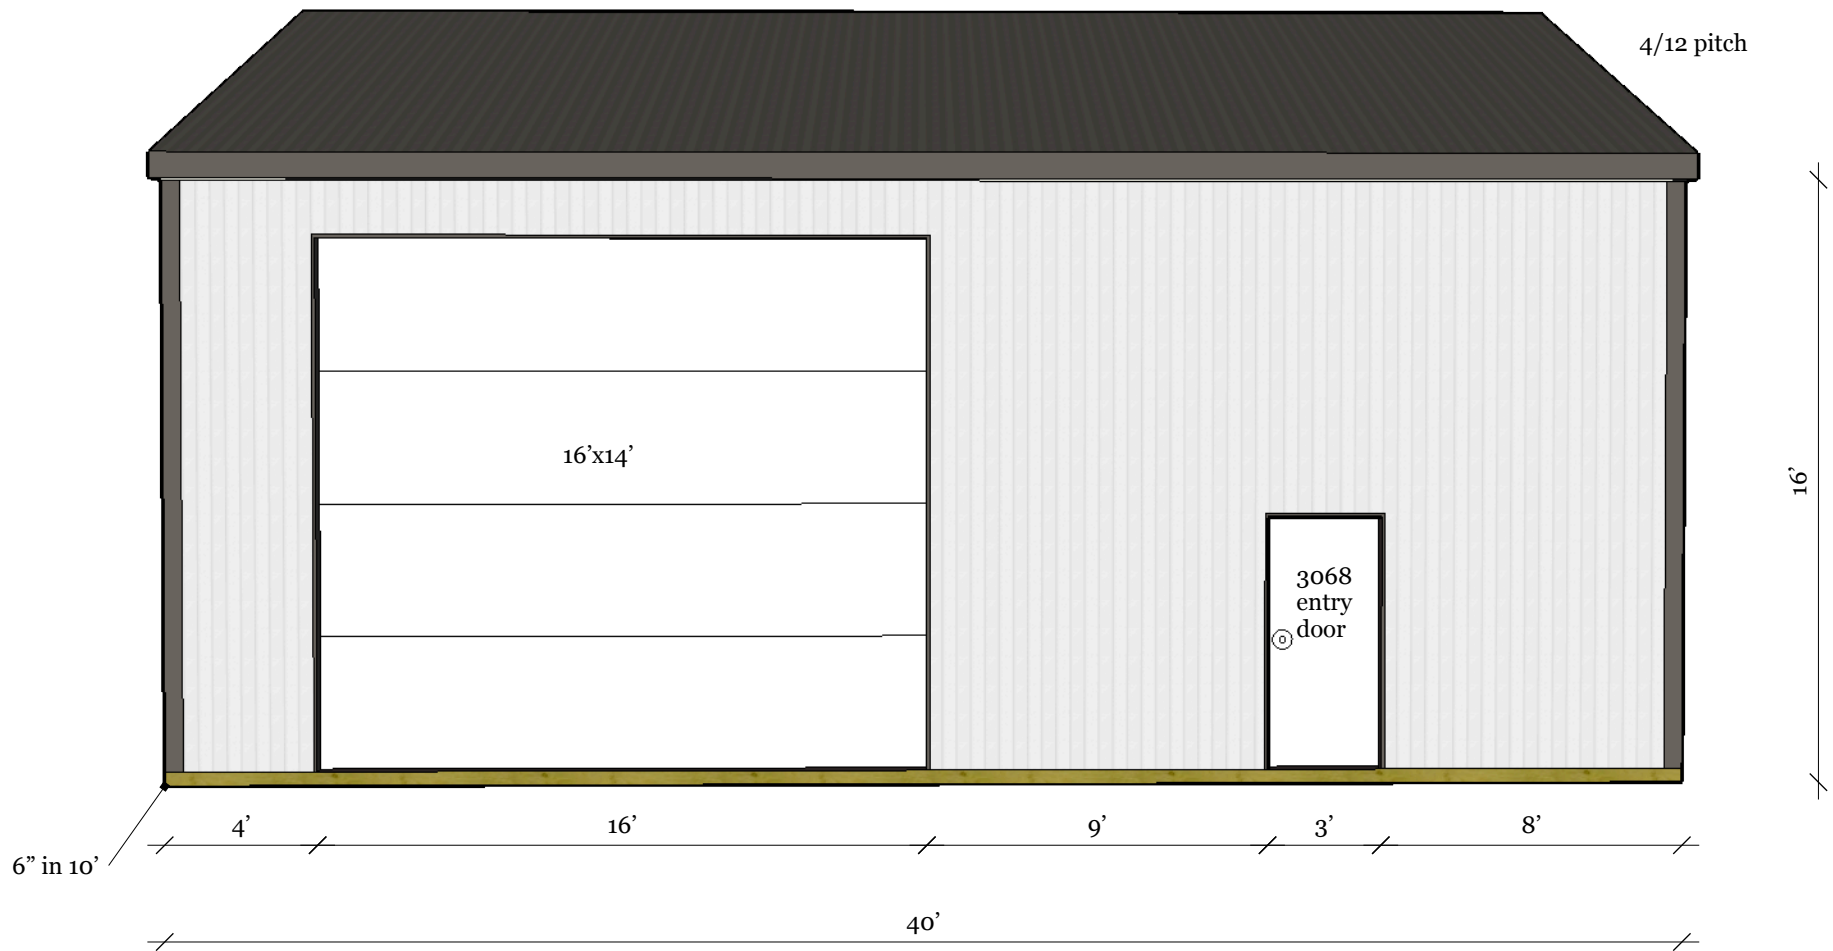 4/12 pitch
16’x14’
16’
3068
entry
door
4’
16’
9’
3’
8’
6” in 10’
40’